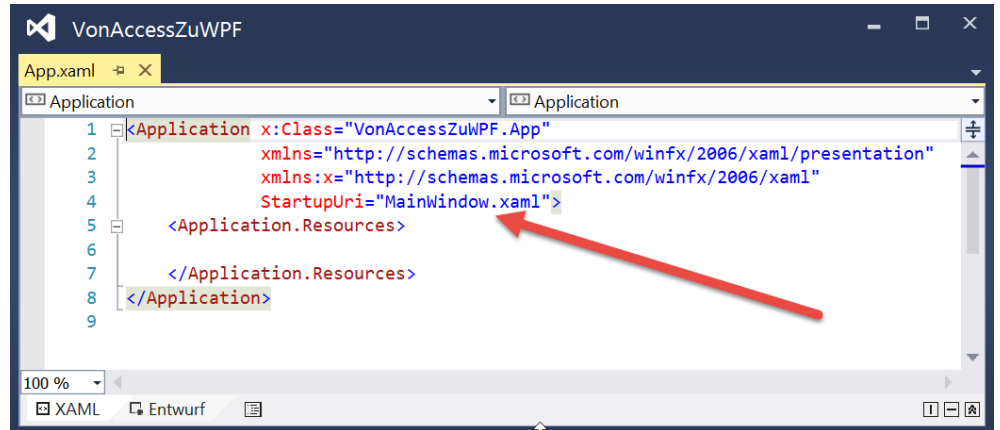 VonAccessZuWPF
App.xaml
Application Application
1 <Application x:Class="VonAccessZuWPF.App"
2 xmlns="http://schemas.microsoft.com/winfx/2006/xaml/presentation"
3 xmlns:x="http://schemas.microsoft.com/winfx/2006/xaml"
4 StartupUri="MainWindow.xaml">
5 <Application.Resources>
6
7 </Application.Resources>
8 </Application>
9
100 %
XAML Entwurf